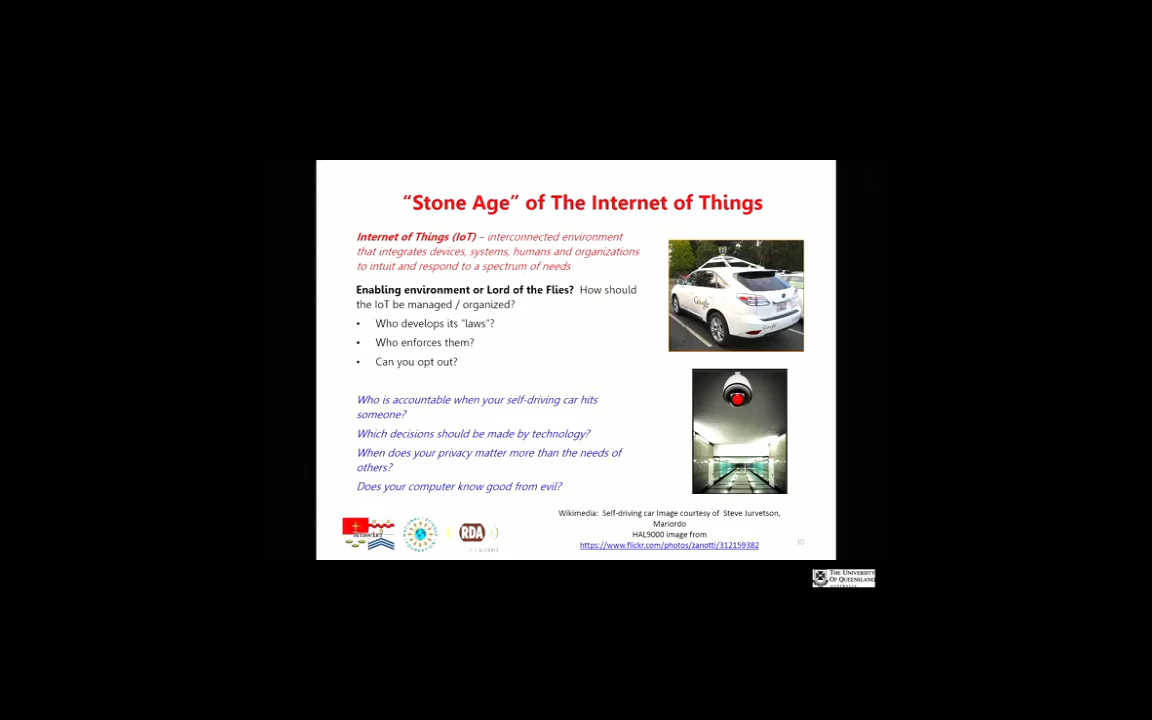 “Stone Age” of The Internet of Things
Internet of Things (IoT) – interconnected environment
that integrates devices, systems, humans and organizations
to intuit and respond to a spectrum of needs
Enabling environment or Lord of the Flies? How should
the IoT be managed / organized?
• Who develops its "laws"?
• Who enforces them?
• Can you opt out?
Who is accountable when your self-driving car hits
someone?
Which decisions should be made by technology?
When does your privacy matter more than the needs of
others?
Does your computer know good from evil?
Google
Google
Wikimedia: Self-driving car Image courtesy of Steve Jurvetson,
Mariordo
HAL9000 image from
https://www.flickr.com/photos/zanotti/312159382
Rensselaer
RDA
10
THE UNIVERSITY
OF QUEENSLAND
AUSTRALIA